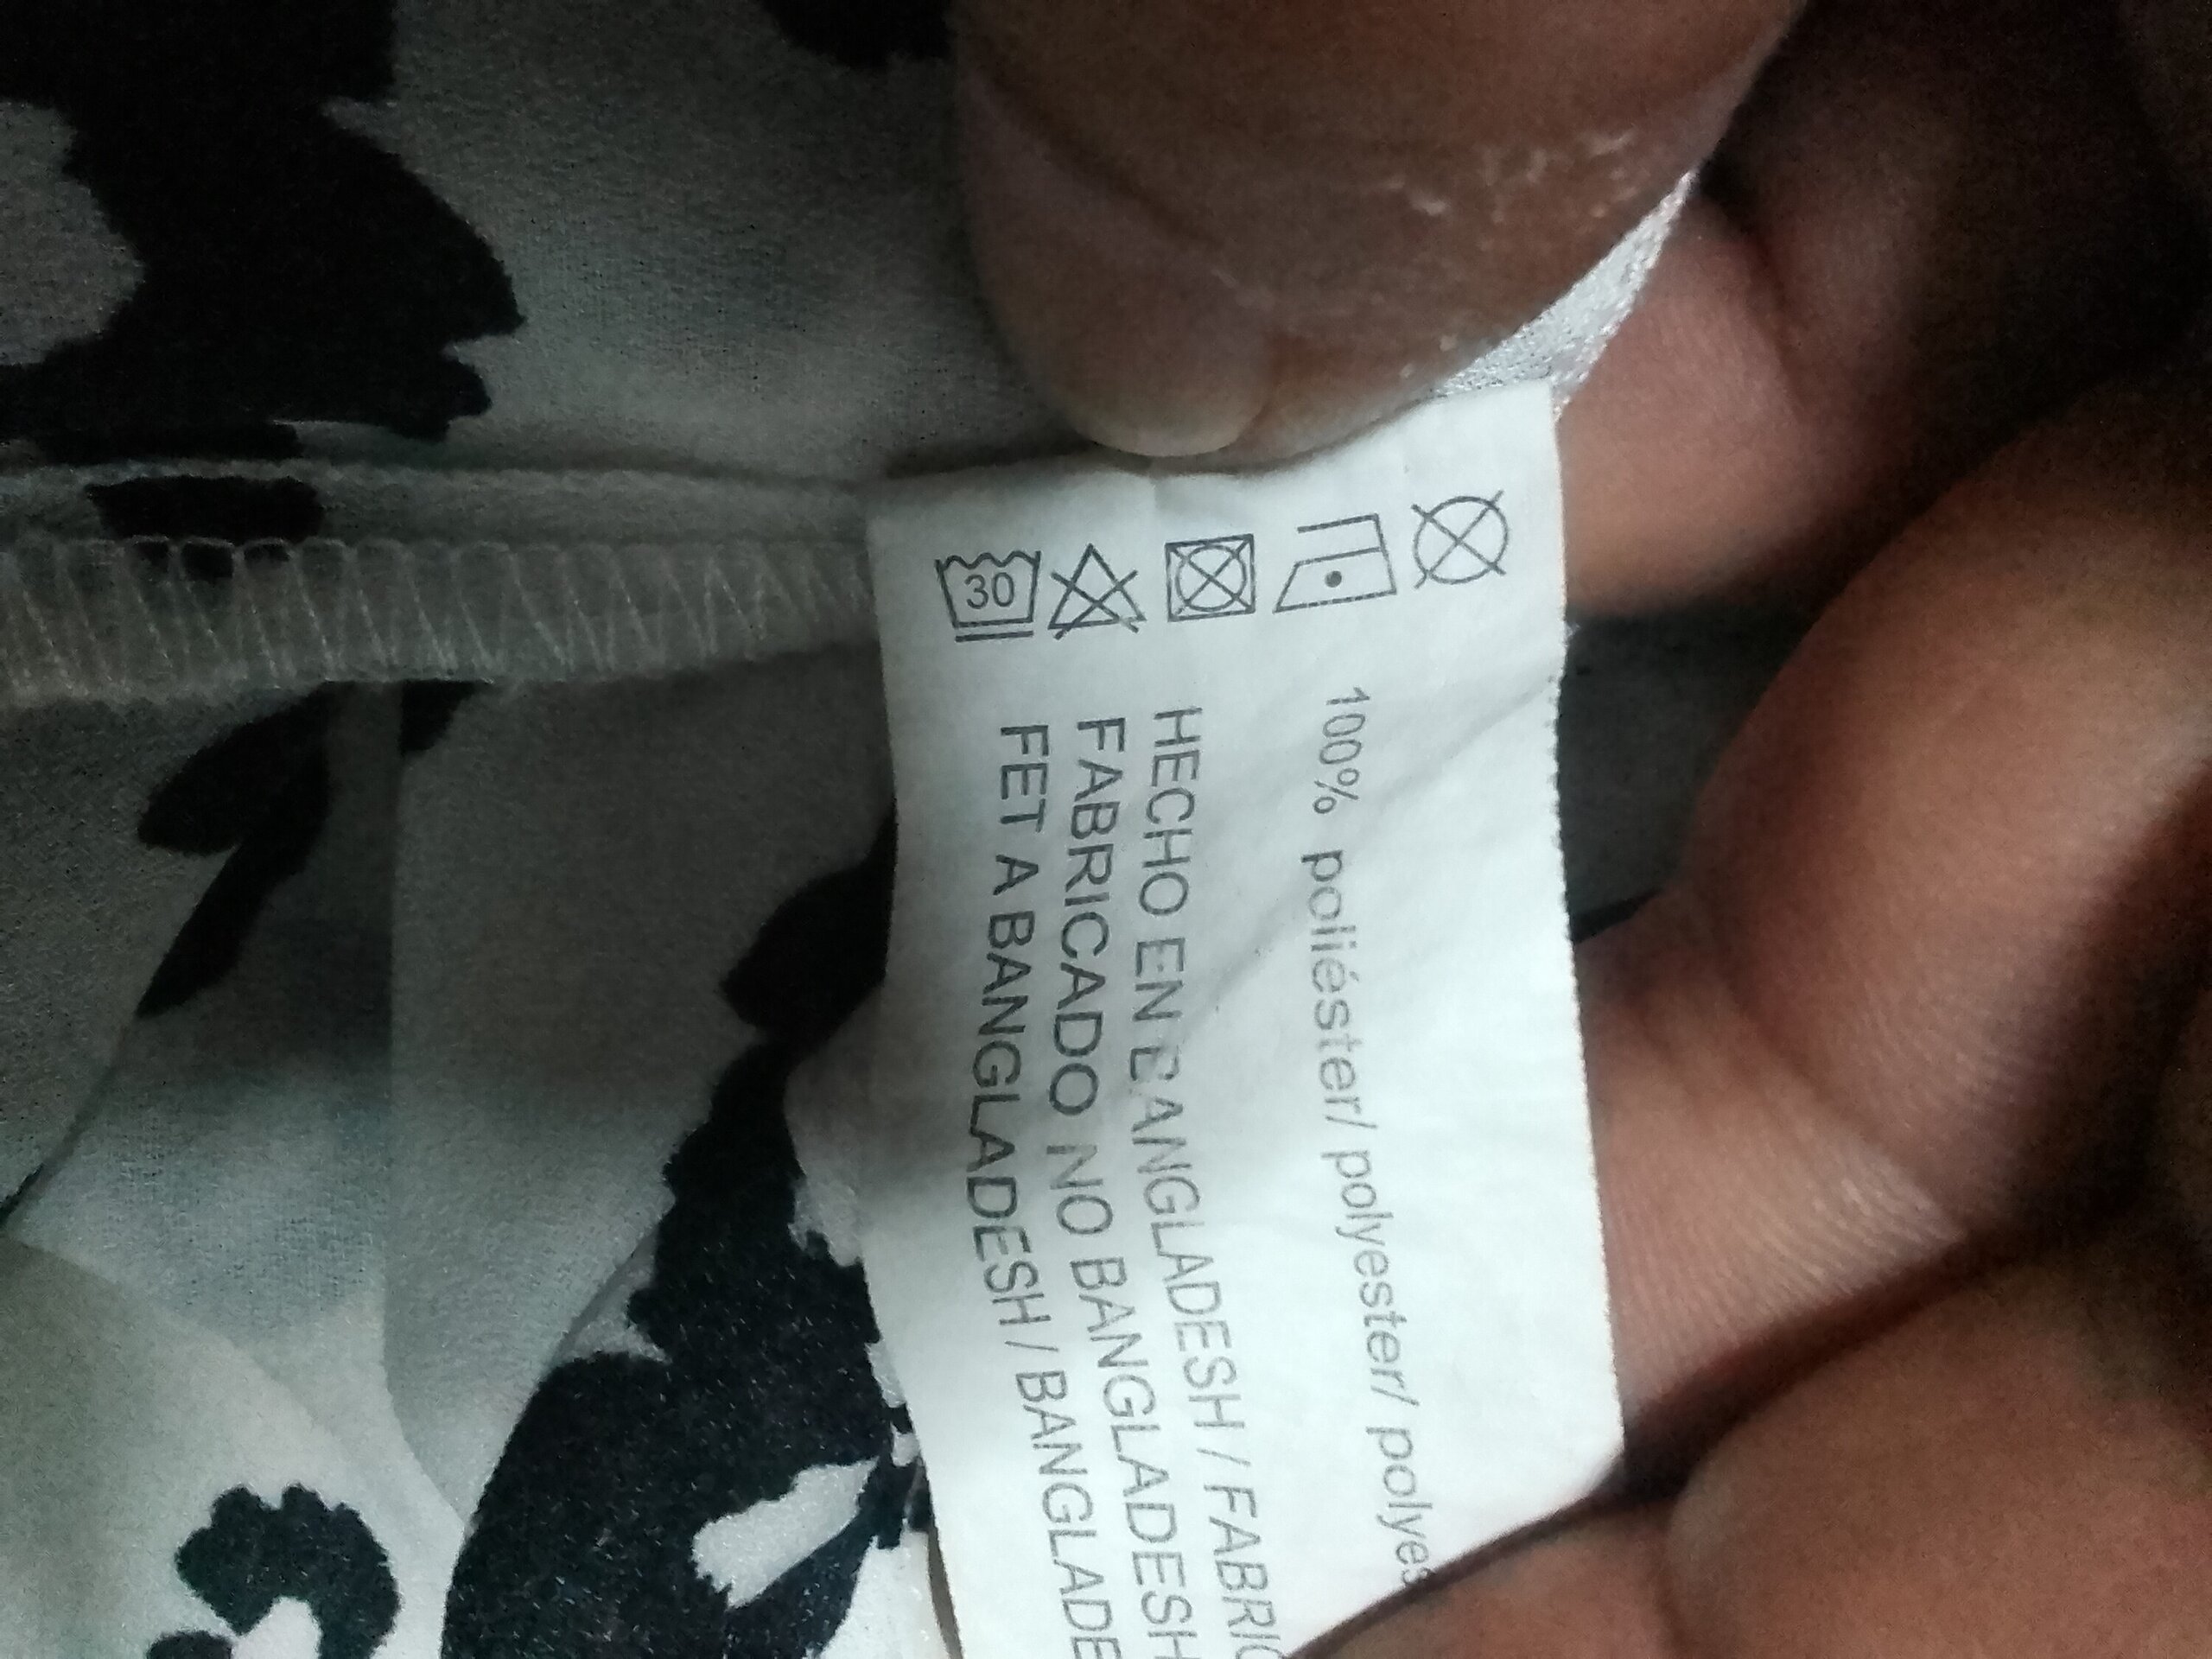 30
100% poliéster/ polyester/ polyes
HECHO EN BANGLADESH / FABRIC
FABRICADO NO BANGLADESH
FET A BANGLADESH / BANGLADE